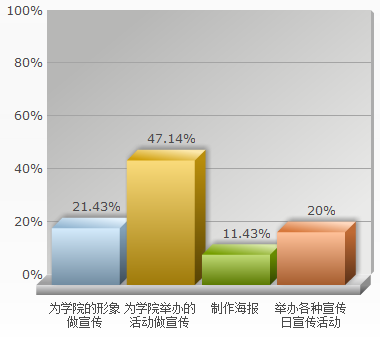 100%
80%
60%
40%
20%
0%
21.43%
47.14%
11.43%
20%
为学院的形象
做宣传
为学院举办的
活动做宣传
制作海报
举办各种宣传
日宣传活动